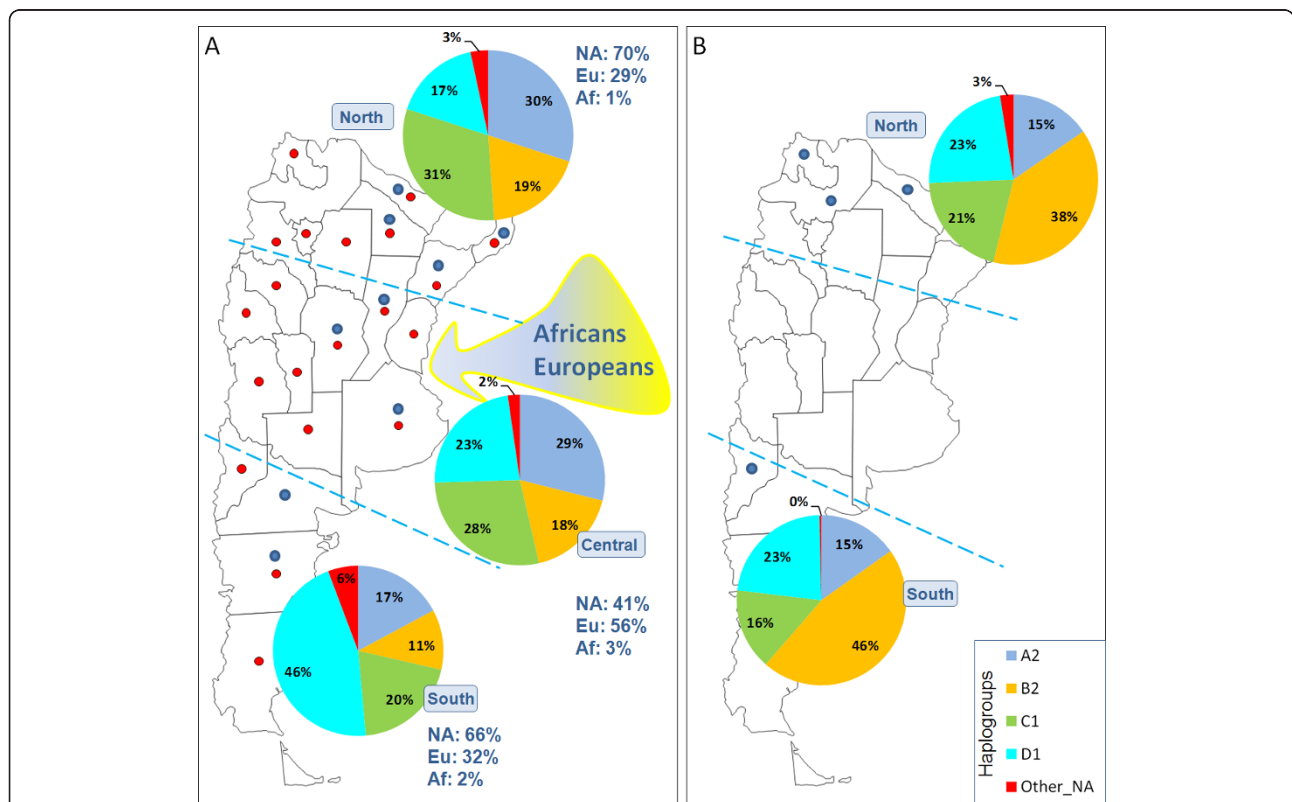 A
3%
17%
30%
31%
19%
North
NA: 70%
Eu: 29%
Af: 1%
Africans
Europeans
2%
23%
29%
28%
18%
Central
NA: 41%
Eu: 56%
Af: 3%
6%
17%
11%
46%
20%
South
NA: 66%
Eu: 32%
Af: 2%
B
3%
North
23%
15%
21%
38%
0%
23%
15%
16%
46%
South
Haplogroups
A2
B2
C1
D1
Other_NA